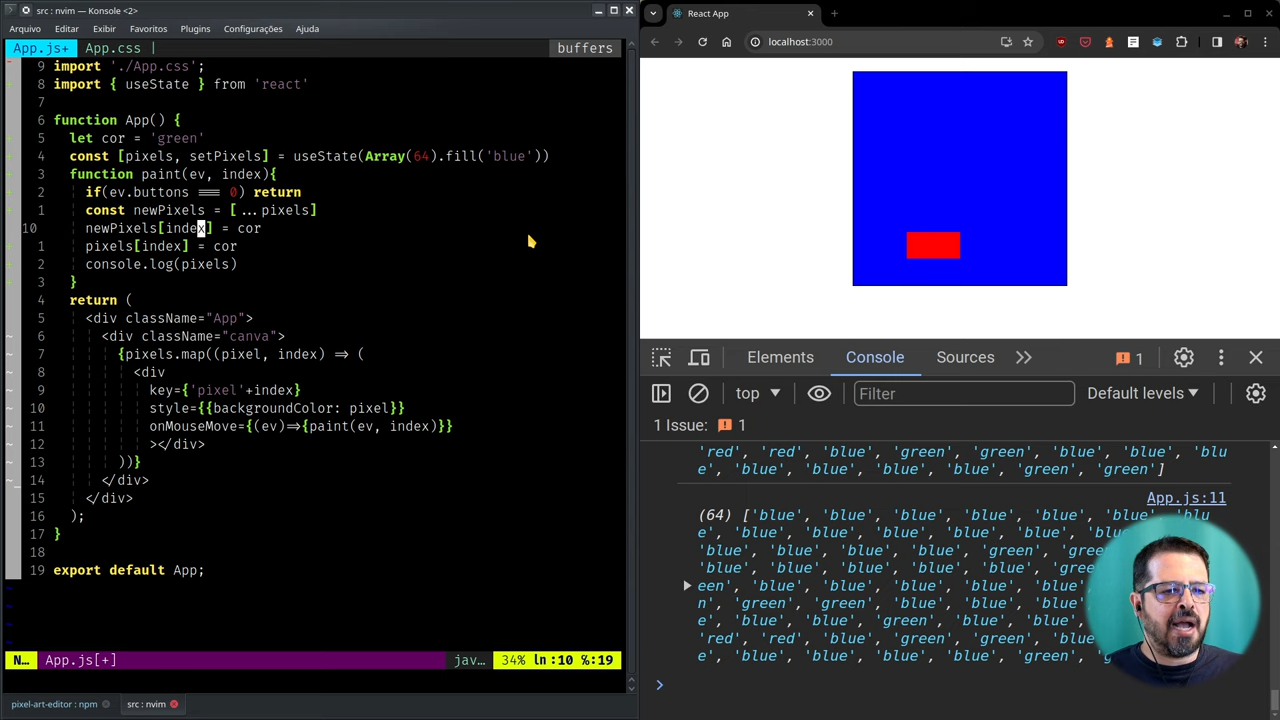 src : nvim — Konsole <2>
Arquivo Editar Exibir Favoritos Plugins Configurações Ajuda
App.js+ App.css | buffers
9 import './App.css';
8 import { useState } from 'react'
7
6 function App() {
5 let cor = 'green'
4 const [pixels, setPixels] = useState(Array(64).fill('blue'))
3 function paint(ev, index){
2 if(ev.buttons === 0) return
1 const newPixels = [...pixels]
10 newPixels[index] = cor
1 pixels[index] = cor
2 console.log(pixels)
3 }
4 return (
5 <div className="App">
6 <div className="canva">
7 {pixels.map((pixel, index) => (
8 <div
9 key={'pixel'+index}
10 style={{backgroundColor: pixel}}
11 onMouseMove={(ev)=>{paint(ev, index)}}
12 ></div>
13 ))}
14 </div>
15 </div>
16 );
17 }
18
19 export default App;
N… App.js[+] jav… 34% ln:10 %:19
pixel-art-editor : npm src : nvim
React App
localhost:3000
Elements Console Sources
1
top Filter Default levels
1 Issue: 1
'red', 'red', 'blue', 'green', 'green', 'blue', 'blue', 'blu
e', 'blue', 'blue', 'blue', 'blue', 'green', 'green']
App.js:11
(64) ['blue', 'blue', 'blue', 'blue', 'blue', 'blue', 'blue',
'blue', 'blue', 'blue', 'blue', 'blue',
'blue', 'blue', 'blue', 'blue', 'green',
'blue', 'blue', 'blue', 'blue', 'green',
een', 'blue', 'blue', 'blue', 'blue',
n', 'green', 'green', 'blue', 'blue',
e', 'blue', 'blue', 'blue', 'green',
'red', 'red', 'blue', 'green', 'green',
e', 'blue', 'blue', 'blue', 'blue', 'green',